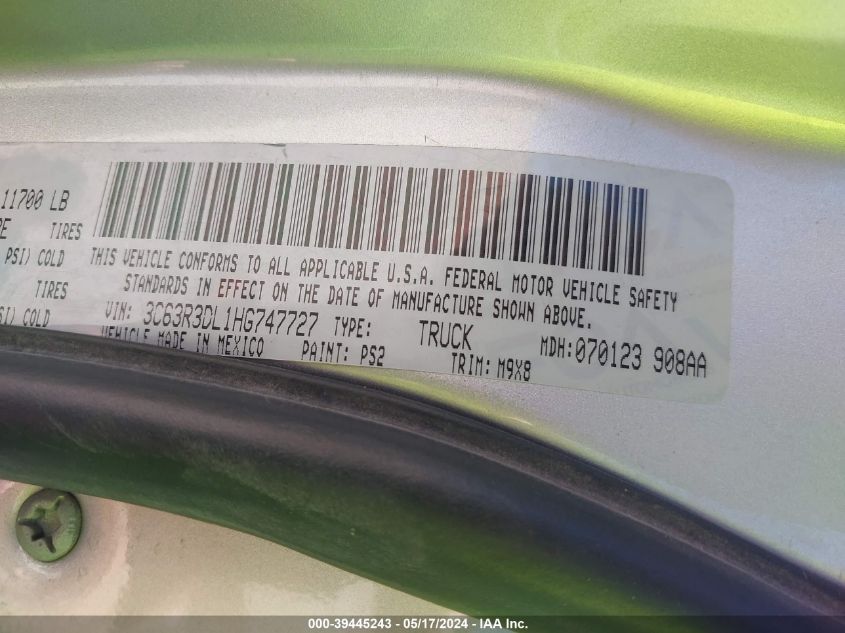 11700 LB
TIRES
PSI) COLD
TIRES
SI) COLD
THIS VEHICLE CONFORMS TO ALL APPLICABLE U.S.A. FEDERAL MOTOR VEHICLE SAFETY
STANDARDS IN EFFECT ON THE DATE OF MANUFACTURE SHOWN ABOVE.
VIN: 3C63R3DL1HG747727 TYPE: TRUCK MDH:070123 908AA
VEHICLE MADE IN MEXICO PAINT: PS2 TRIM: M9X8
000-39445243 - 05/17/2024 - IAA, Inc.